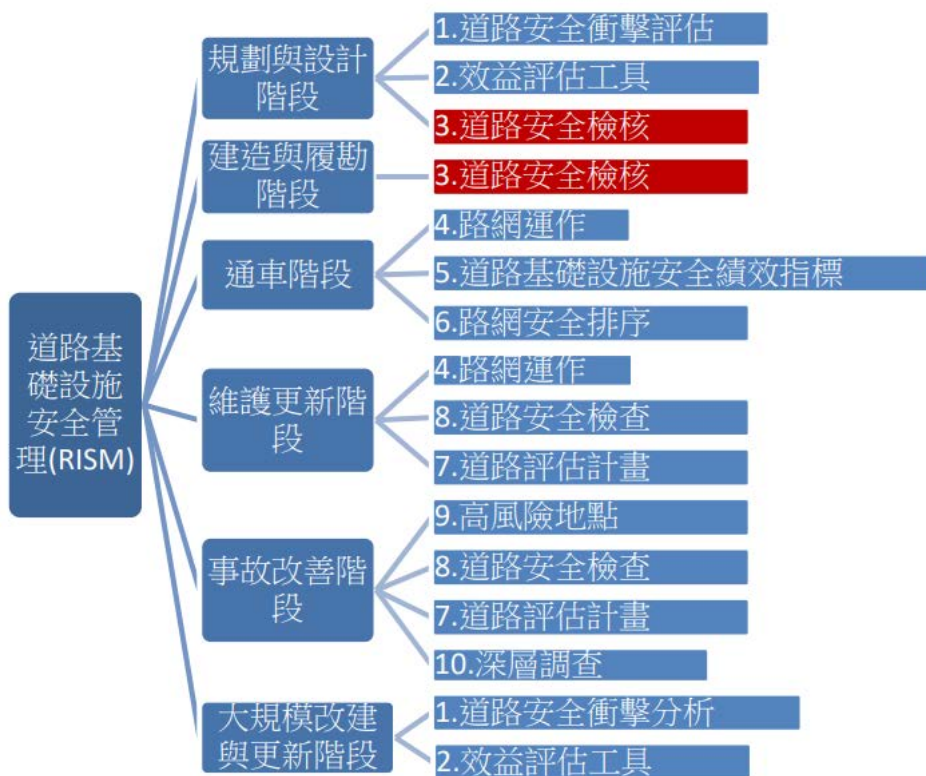 規劃與設計
階段
1.道路安全衝擊評估
2.效益評估工具
3.道路安全檢核
建造與履勘
階段
3.道路安全檢核
通車階段
4.路網運作
5.道路基礎設施安全績效指標
6.路網安全排序
道路基
礎設施
安全管
理(RISM)
維護更新階
段
4.路網運作
8.道路安全檢查
7.道路評估計畫
事故改善階
段
9.高風險地點
8.道路安全檢查
7.道路評估計畫
10.深層調查
大規模改建
與更新階段
1.道路安全衝擊分析
2.效益評估工具